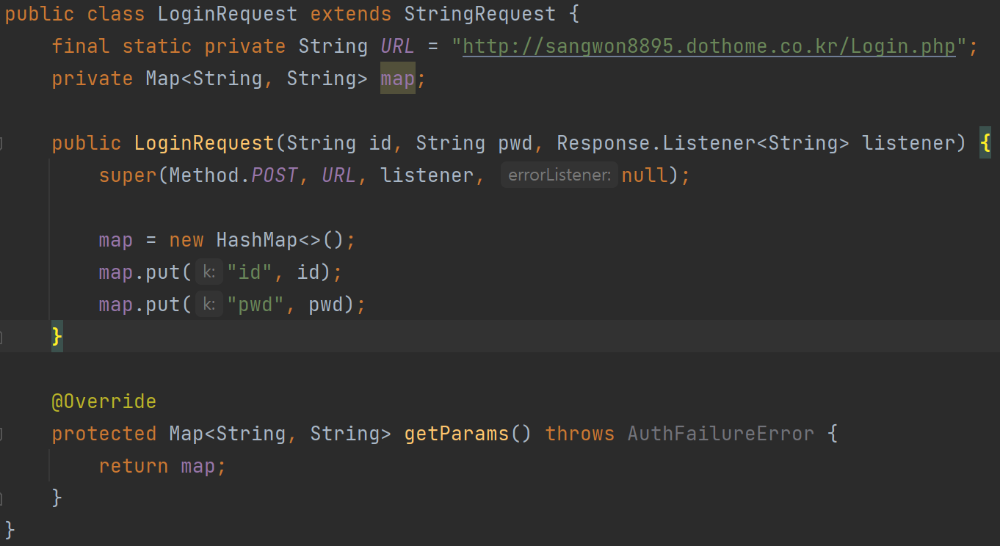 public class LoginRequest extends StringRequest {
    final static private String URL = "http://sangwon8895.dothome.co.kr/Login.php";
    private Map<String, String> map;

    public LoginRequest(String id, String pwd, Response.Listener<String> listener) {
        super(Method.POST, URL, listener, errorListener: null);

        map = new HashMap<>();
        map.put( k: "id", id);
        map.put( k: "pwd", pwd);
    }

    @Override
    protected Map<String, String> getParams() throws AuthFailureError {
        return map;
    }
}